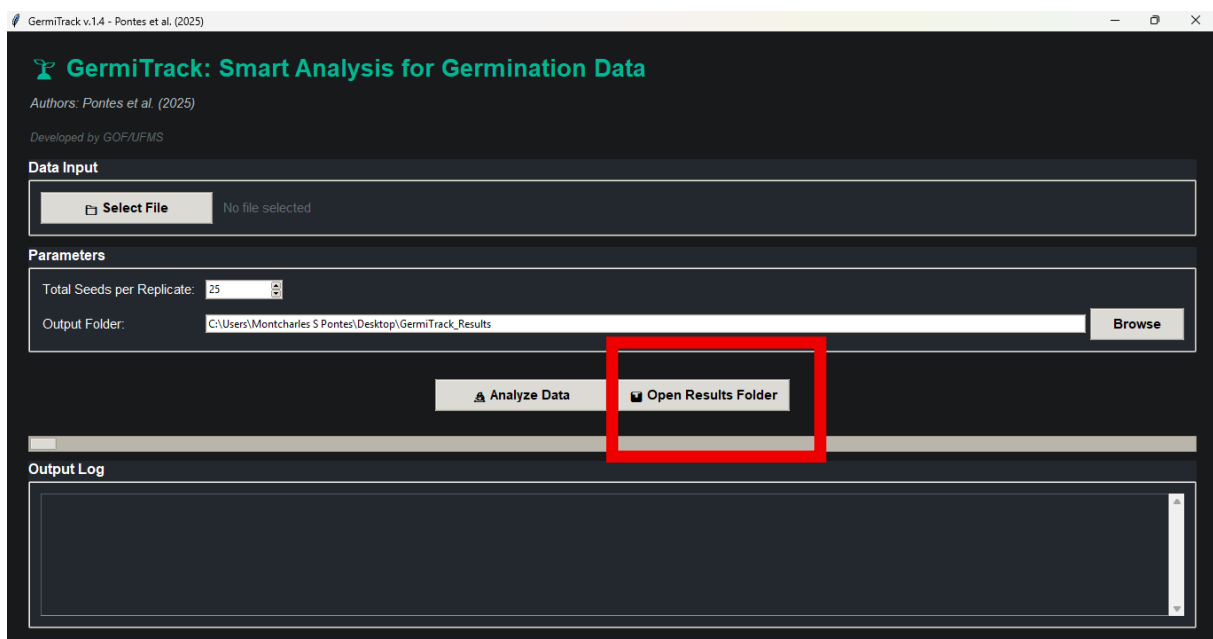 GermiTrack v.1.4 - Pontes et al. (2025)
GermiTrack: Smart Analysis for Germination Data
Authors: Pontes et al. (2025)
Developed by GOF/UFMS
Data Input
Select File No file selected
Parameters
Total Seeds per Replicate: 25
Output Folder: C:\Users\Montcharles S Pontes\Desktop\GermiTrack_Results Browse
Analyze Data Open Results Folder
Output Log